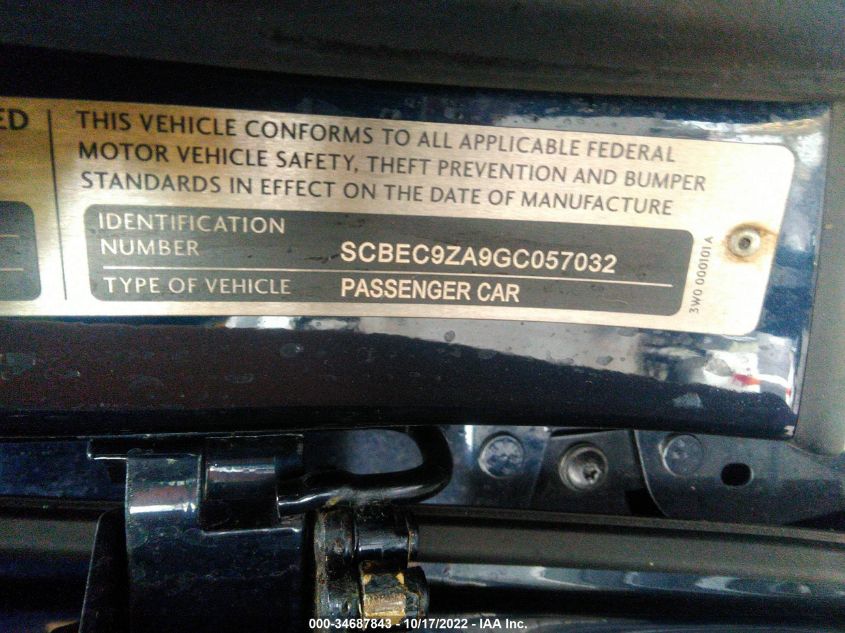 ED
THIS VEHICLE CONFORMS TO ALL APPLICABLE FEDERAL
MOTOR VEHICLE SAFETY, THEFT PREVENTION AND BUMPER
STANDARDS IN EFFECT ON THE DATE OF MANUFACTURE
IDENTIFICATION
NUMBER SCBEC9ZA9GC057032
TYPE OF VEHICLE PASSENGER CAR
3W0 000101A
000-34687843 - 10/17/2022 - IAA Inc.